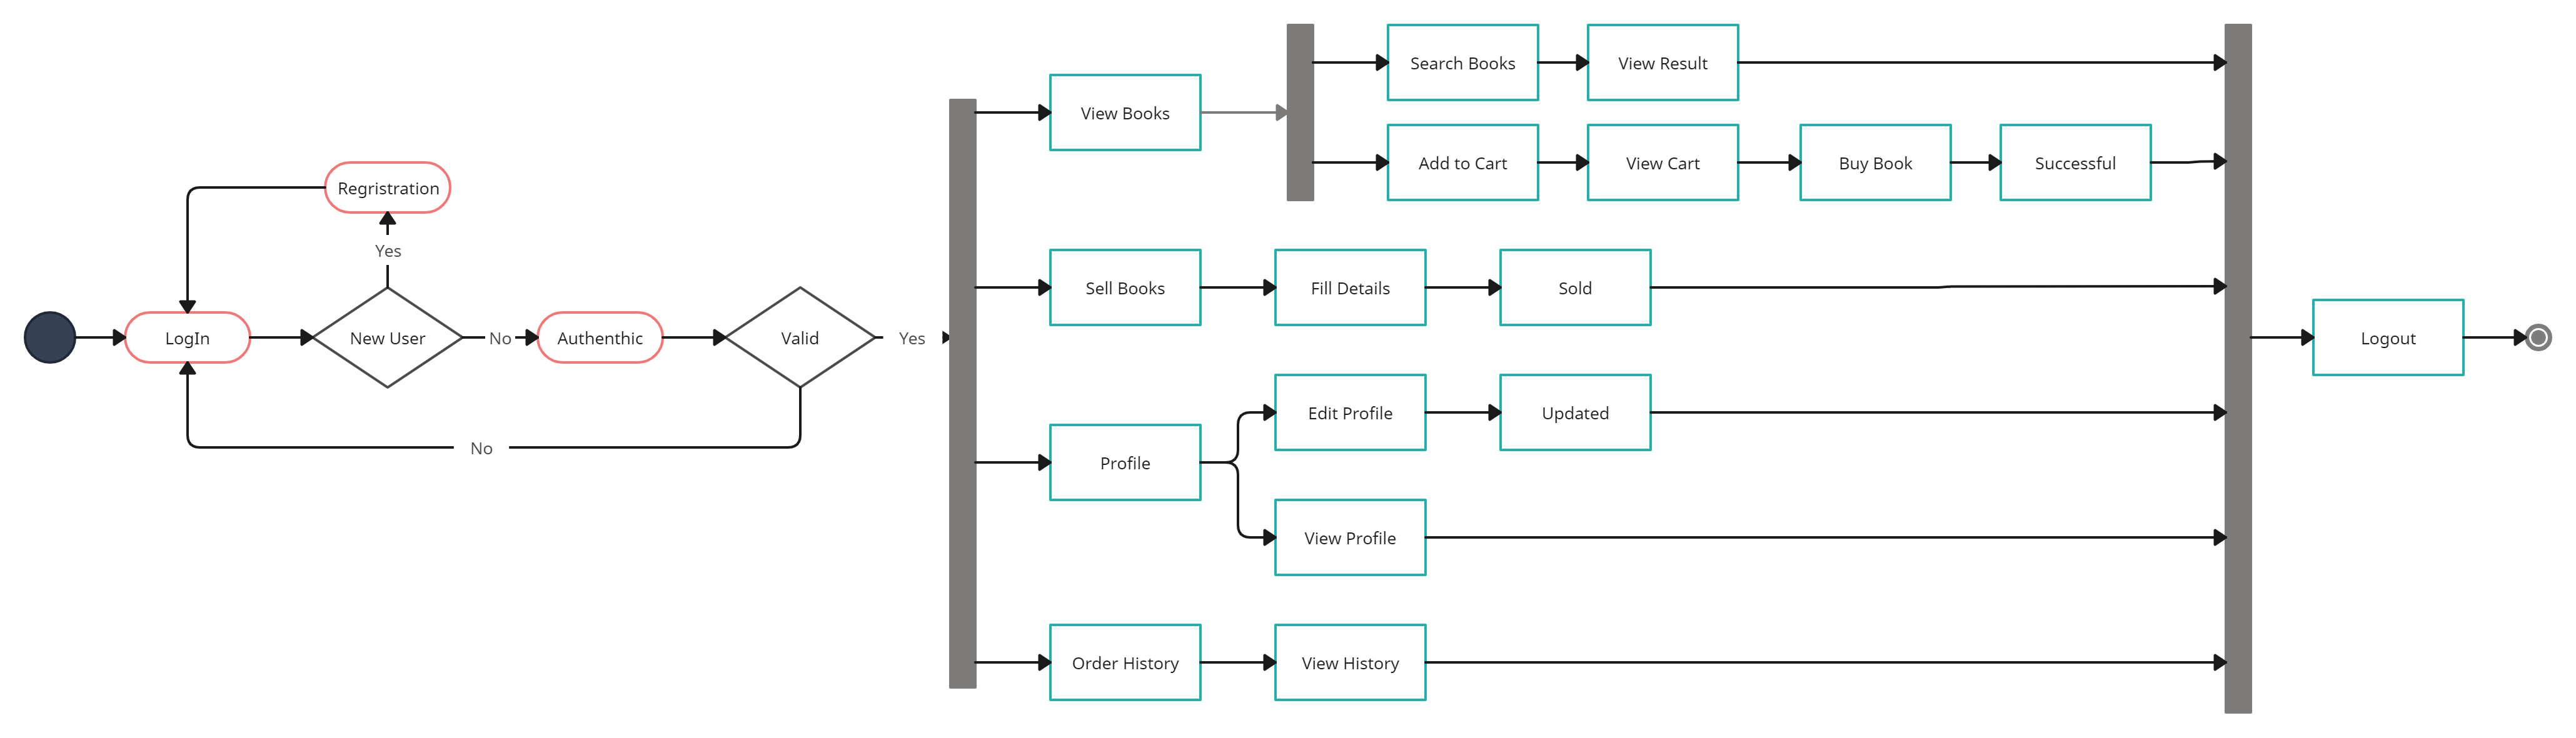 Search Books
View Result
View Books
Add to Cart
View Cart
Buy Book
Successful
Regristration
Yes
Sell Books
Fill Details
Sold
LogIn
New User
No
Authenthic
Valid
Yes
Logout
Edit Profile
Updated
No
Profile
View Profile
Order History
View History